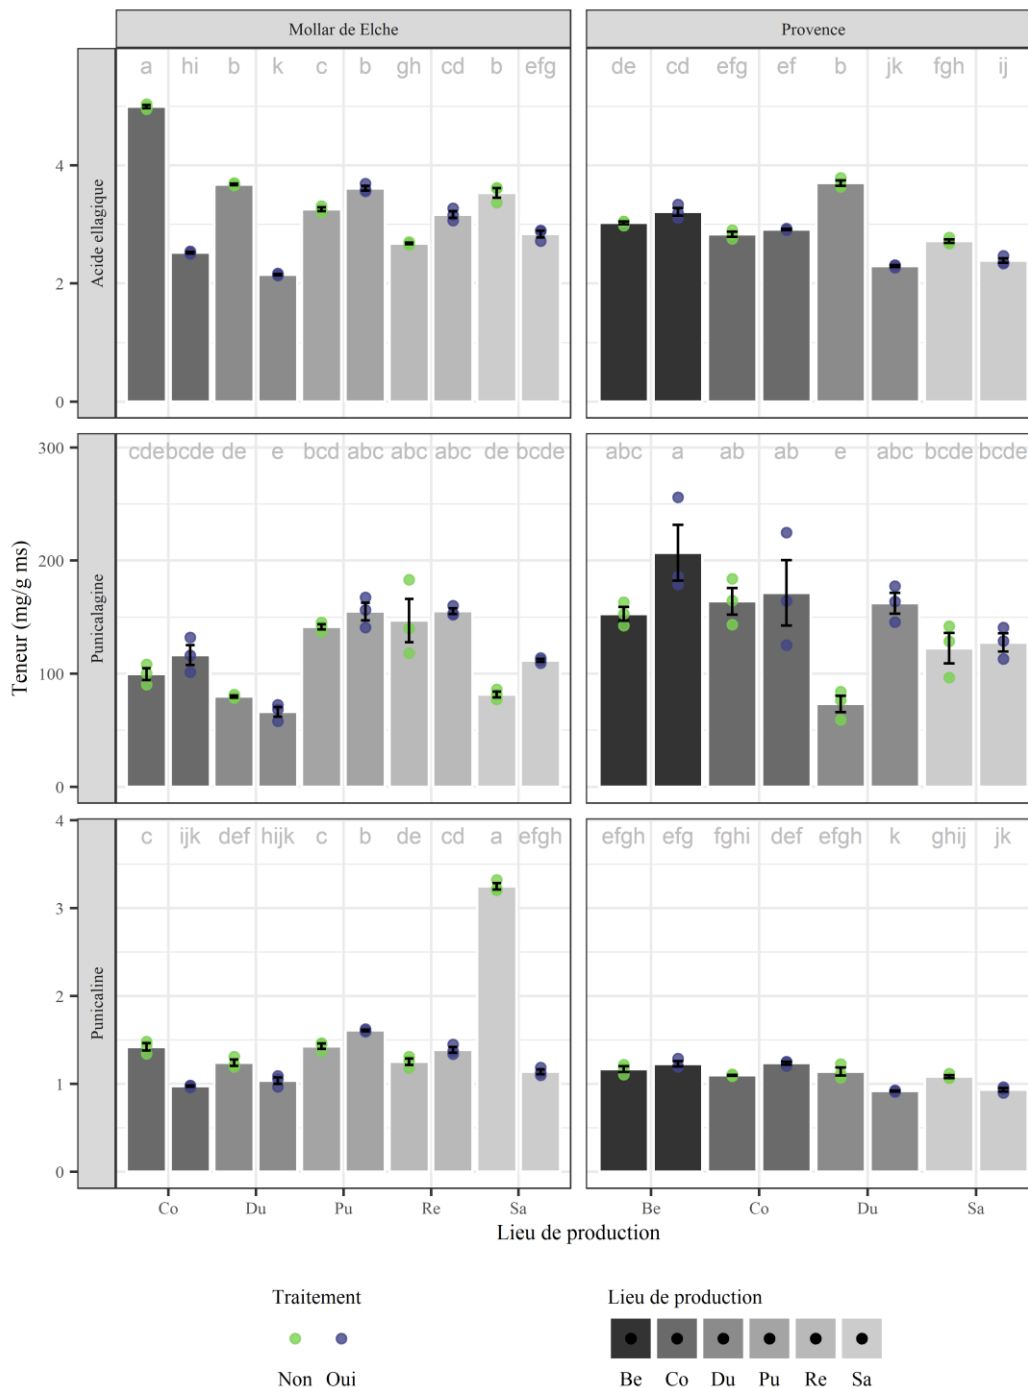 Mollar de Elche Provence
a hi b k c b gh cd b efg de cd efg ef b jk fgh ij
Acide ellagique
4
2
0
cde bcde de e bcd abc abc abc de bcde abc a ab ab e abc bcde bcde
Punicalagine
300
200
100
0
Teneur (mg/g ms)
c ijk def hijk c b de cd a efgh efgh efg fghi def efgh k ghij jk
Punicaline
4
3
2
1
0
Co Du Pu Re Sa Be Co Du Sa
Lieu de production
Traitement
Non Oui
Lieu de production
Be Co Du Pu Re Sa